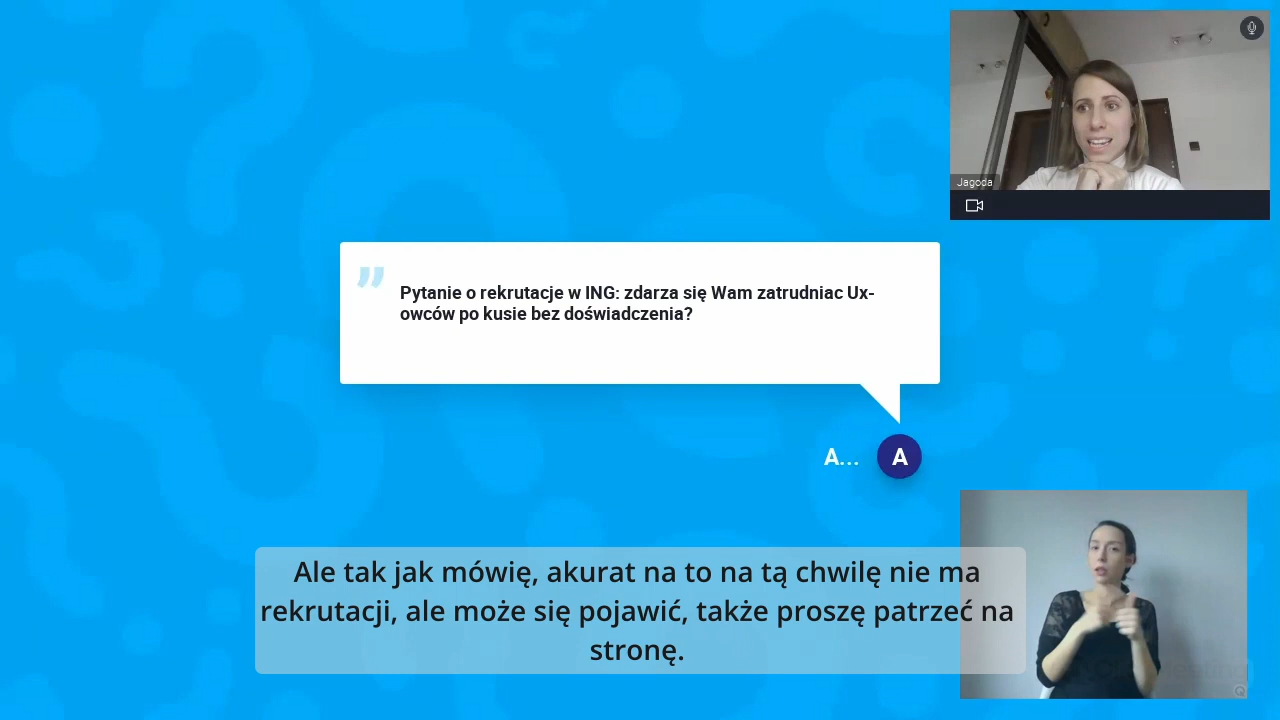 Jagoda
Pytanie o rekrutacje w ING: zdarza się Wam zatrudniac Ux-
owców po kusie bez doświadczenia?
A...
A
Ale tak jak mówię, akurat na to na tą chwilę nie ma
rekrutacji, ale może się pojawić, także proszę patrzeć na
stronę.